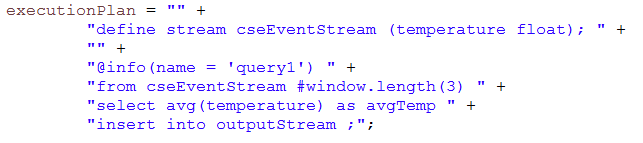 executionPlan = "" +
"define stream cseEventStream (temperature float); " +
"" +
"@info(name = 'query1') " +
"from cseEventStream #window.length(3) " +
"select avg(temperature) as avgTemp " +
"insert into outputStream ;";